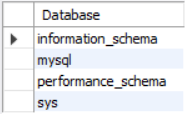 Database
information_schema
mysql
performance_schema
sys